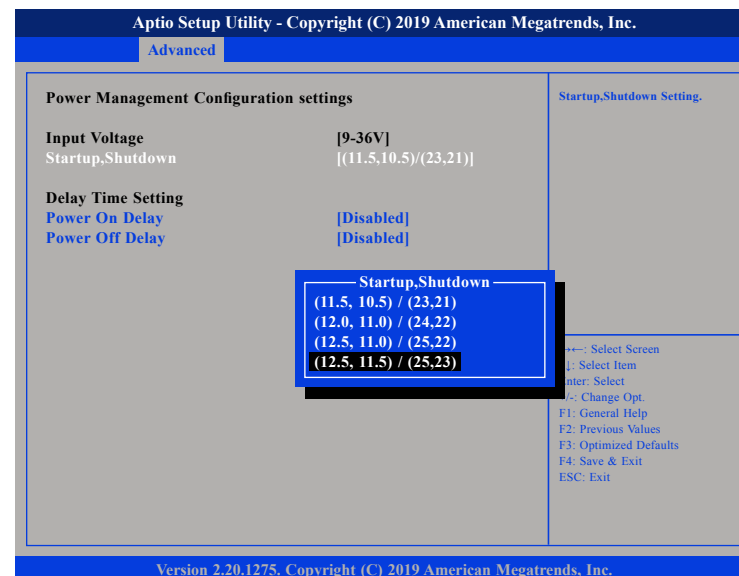 Aptio Setup Utility - Copyright (C) 2019 American Megatrends, Inc.
Advanced
Power Management Configuration settings
Input Voltage [9-36V]
Startup,Shutdown [(11.5,10.5)/(23,21)]
Delay Time Setting
Power On Delay [Disabled]
Power Off Delay [Disabled]
Startup,Shutdown
(11.5, 10.5) / (23,21)
(12.0, 11.0) / (24,22)
(12.5, 11.0) / (25,22)
(12.5, 11.5) / (25,23)
Startup,Shutdown Setting.
→←: Select Screen
↓: Select Item
nter: Select
/-: Change Opt.
F1: General Help
F2: Previous Values
F3: Optimized Defaults
F4: Save & Exit
ESC: Exit
Version 2.20.1275. Copyright (C) 2019 American Megatrends, Inc.